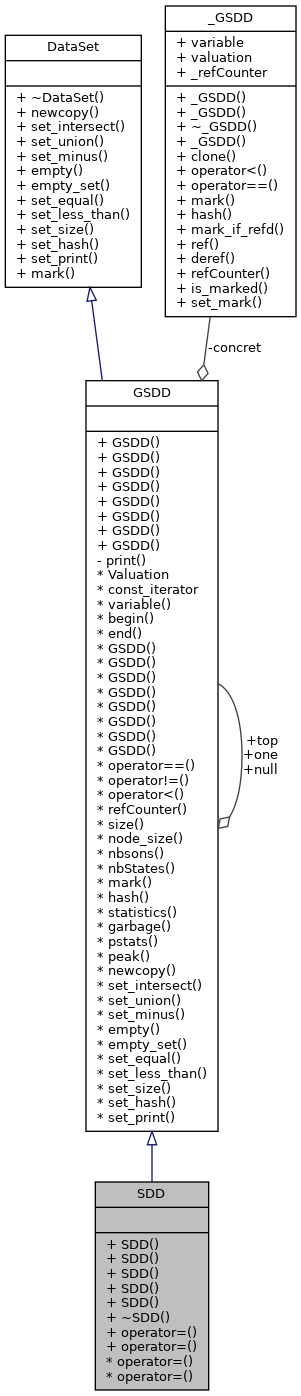 DataSet
+ ~DataSet()
+ newcopy()
+ set_intersect()
+ set_union()
+ set_minus()
+ empty()
+ empty_set()
+ set_equal()
+ set_less_than()
+ set_size()
+ set_hash()
+ set_print()
+ mark()
_GSDD
+ variable
+ valuation
+ _refCounter
+ _GSDD()
+ _GSDD()
+ ~_GSDD()
+ _GSDD()
+ clone()
+ operator<()
+ operator==()
+ mark()
+ hash()
+ mark_if_refd()
+ ref()
+ deref()
+ refCounter()
+ is_marked()
+ set_mark()
-concret
GSDD
+ GSDD()
+ GSDD()
+ GSDD()
+ GSDD()
+ GSDD()
+ GSDD()
+ GSDD()
+ GSDD()
- print()
* Valuation
* const_iterator
* variable()
* begin()
* end()
* GSDD()
* GSDD()
* GSDD()
* GSDD()
* GSDD()
* GSDD()
* GSDD()
* GSDD()
* operator==()
* operator!=()
* operator<()
* refCounter()
* size()
* node_size()
* nbsons()
* nbStates()
* mark()
* hash()
* statistics()
* garbage()
* pstats()
* peak()
* newcopy()
* set_intersect()
* set_union()
* set_minus()
* empty()
* empty_set()
* set_equal()
* set_less_than()
* set_size()
* set_hash()
* set_print()
+top
+one
+null
SDD
+ SDD()
+ SDD()
+ SDD()
+ SDD()
+ SDD()
+ ~SDD()
+ operator=()
+ operator=()
* operator=()
* operator=()